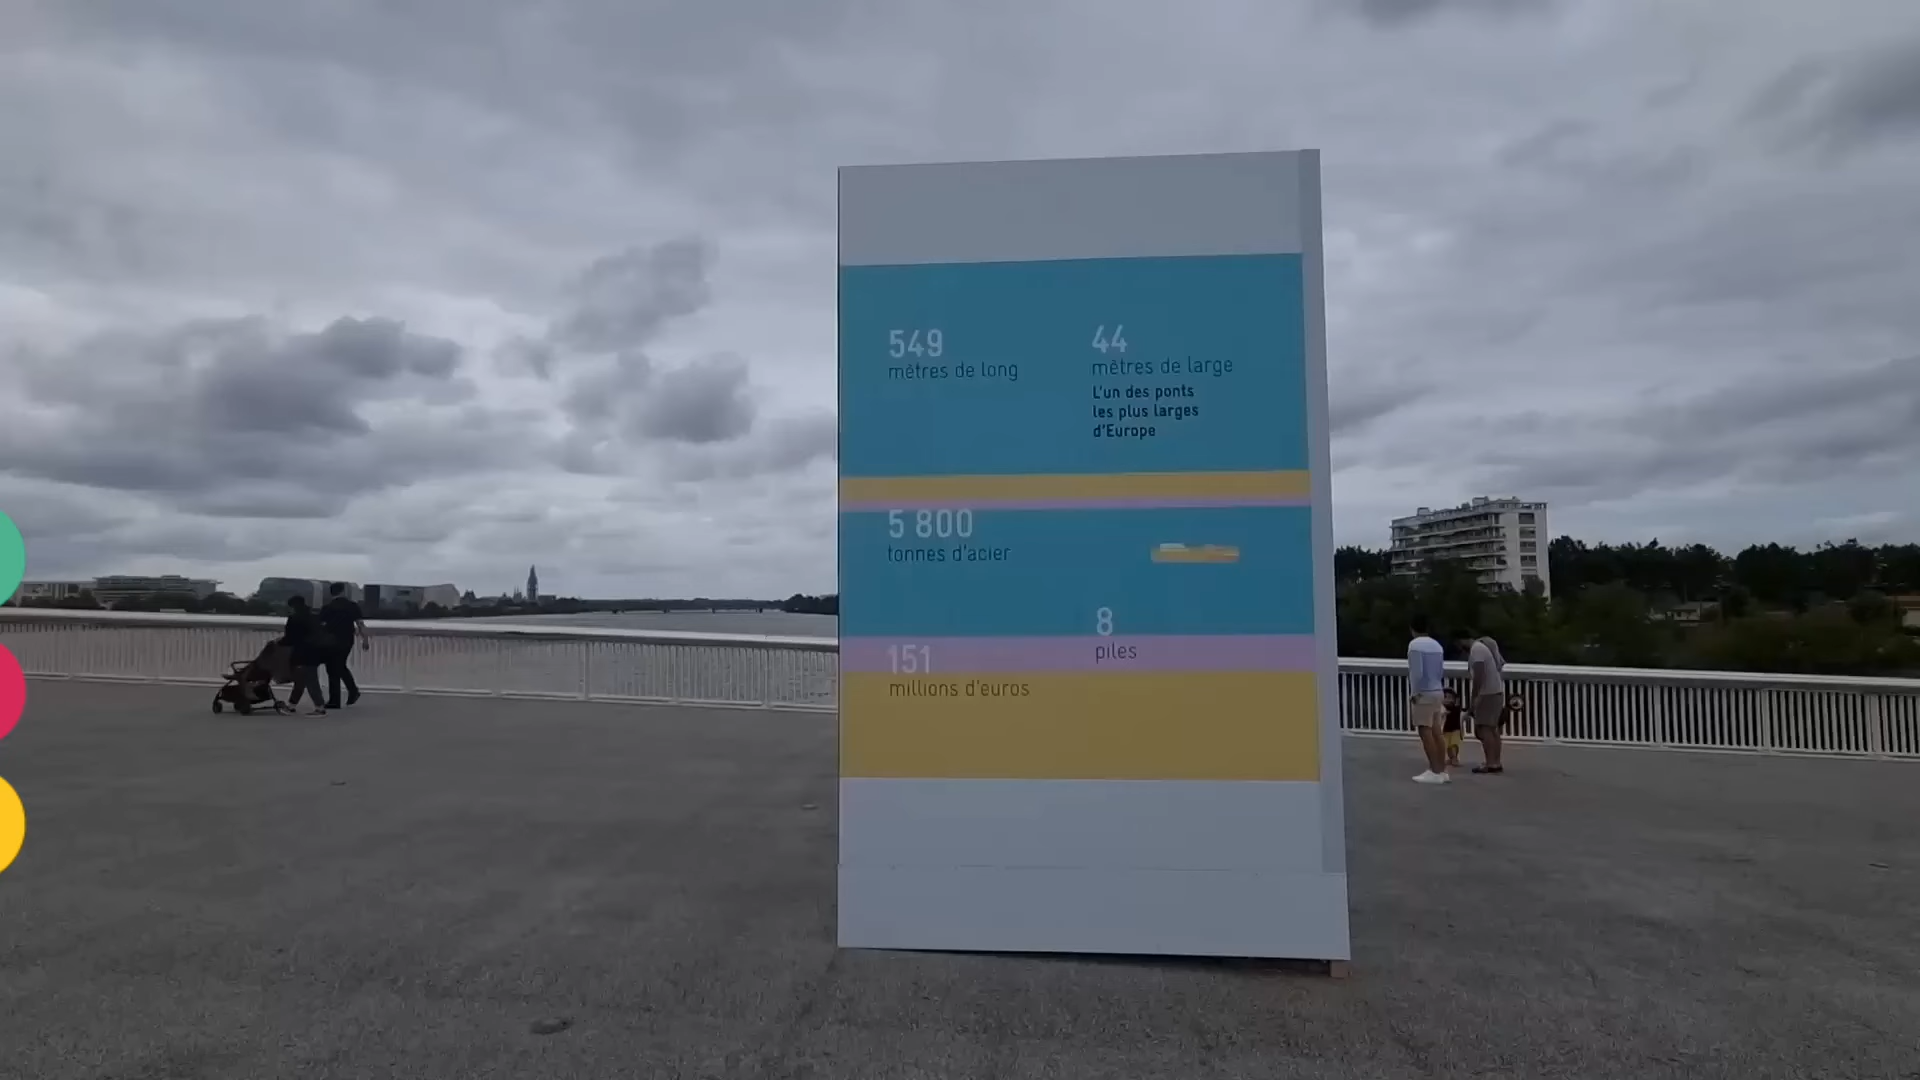 549
mètres de long
44
mètres de large
L'un des ponts
les plus larges
d'Europe
5 800
tonnes d'acier
8
piles
151
millions d'euros